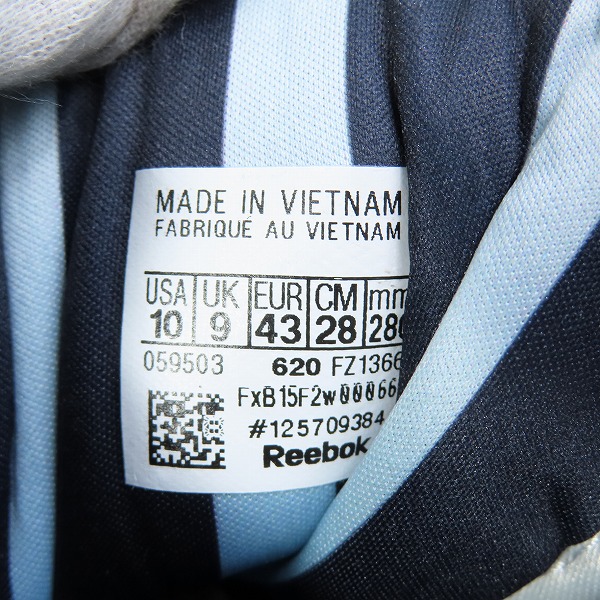 MADE IN VIETNAM
FABRIQUÉ AU VIETNAM
USA UK EUR CM mm
10 9 43 28 280
059503 620 FZ1366
FxB15F2w00066
#125709384
Reebok